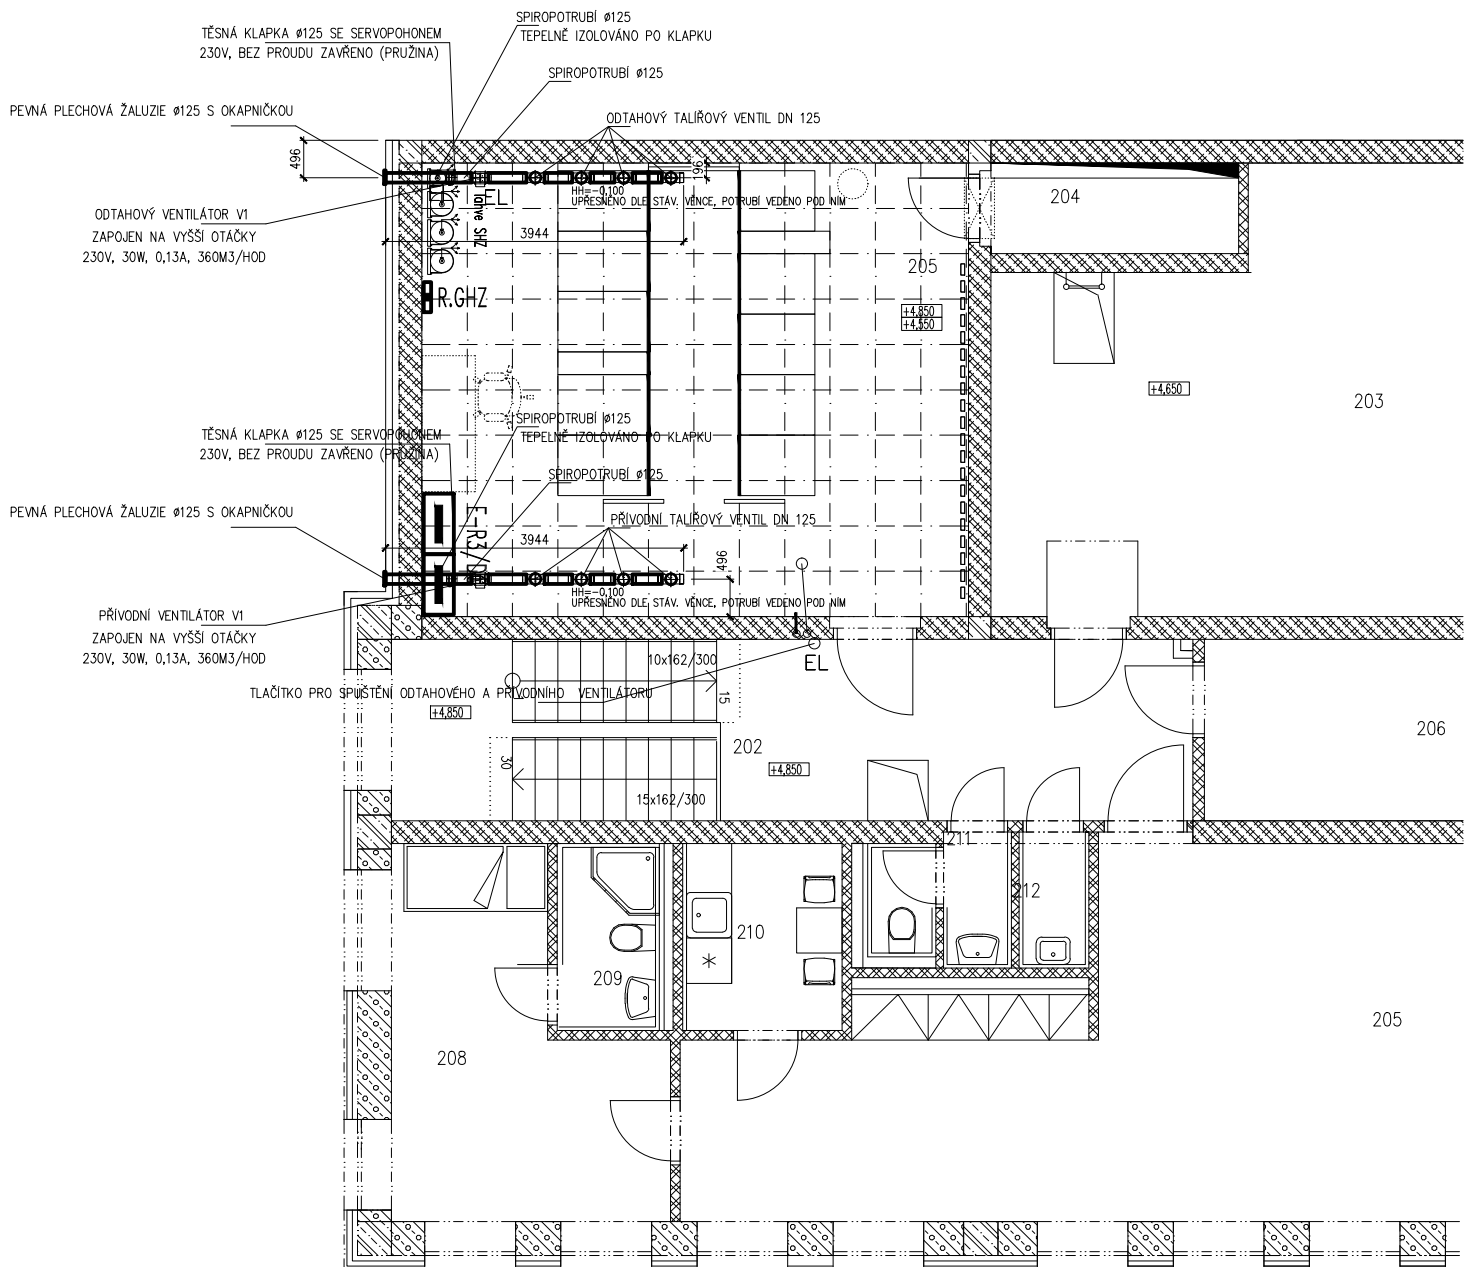 SPIROPOTRUBÍ ø125
TEPELNĚ IZOLOVÁNO PO KLAPKU
TĚSNÁ KLAPKA ø125 SE SERVOPOHONEM
230V, BEZ PROUDU ZAVŘENO (PRUŽINA)
SPIROPOTRUBÍ ø125
PEVNÁ PLECHOVÁ ŽALUZIE ø125 S OKAPNIČKOU
ODTAHOVÝ TALÍŘOVÝ VENTIL DN 125
496
196
EL
HH=-0,100
UPŘESNĚNO DLE STÁV. VĚNCE, POTRUBÍ VEDENO POD NÍM
204
ODTAHOVÝ VENTILÁTOR V1
ZAPOJEN NA VYŠŠÍ OTÁČKY
230V, 30W, 0,13A, 360M3/HOD
lahve SHZ
3944
205
R.GHZ
+4,850
+4,550
+4,650
203
SPIROPOTRUBÍ ø125
TEPELNĚ IZOLOVÁNO PO KLAPKU
TĚSNÁ KLAPKA ø125 SE SERVOPOHONEM
230V, BEZ PROUDU ZAVŘENO (PRUŽINA)
SPIROPOTRUBÍ ø125
PEVNÁ PLECHOVÁ ŽALUZIE ø125 S OKAPNIČKOU
PŘÍVODNÍ TALÍŘOVÝ VENTIL DN 125
3944
496
HH=-0,100
UPŘESNĚNO DLE STÁV. VĚNCE, POTRUBÍ VEDENO POD NÍM
PŘÍVODNÍ VENTILÁTOR V1
ZAPOJEN NA VYŠŠÍ OTÁČKY
230V, 30W, 0,13A, 360M3/HOD
10x162/300
EL
TLAČÍTKO PRO SPUŠTĚNÍ ODTAHOVÉHO A PŘÍVODNÍHO VENTILÁTORU
15
+4,850
202
206
30
+4,850
15x162/300
211
212
210
209
208
205